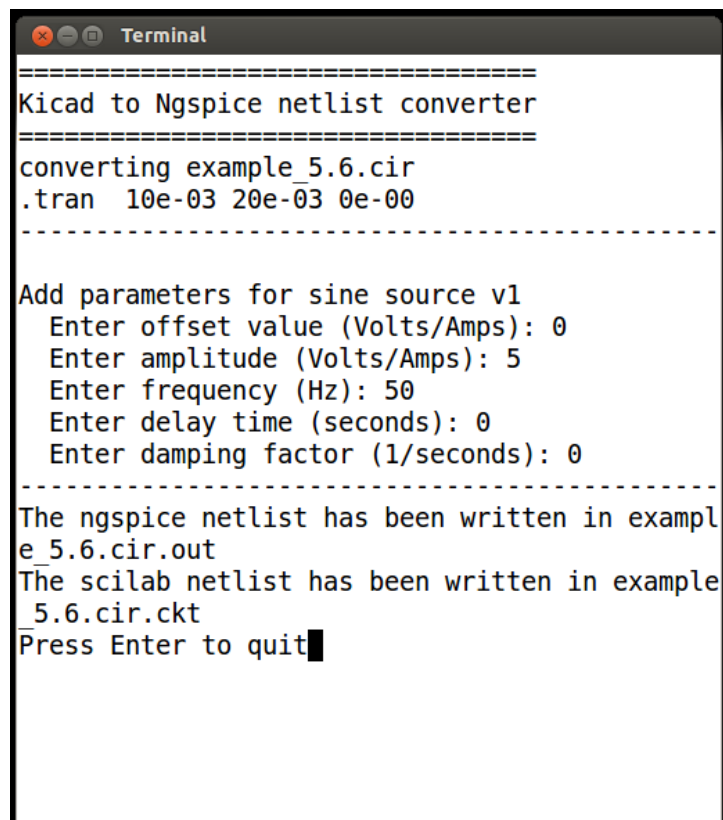 Terminal
==================================
Kicad to Ngspice netlist converter
==================================
converting example_5.6.cir
.tran  10e-03 20e-03 0e-00
----------------------------------------------
Add parameters for sine source v1
  Enter offset value (Volts/Amps): 0
  Enter amplitude (Volts/Amps): 5
  Enter frequency (Hz): 50
  Enter delay time (seconds): 0
  Enter damping factor (1/seconds): 0
----------------------------------------------
The ngspice netlist has been written in exampl
e_5.6.cir.out
The scilab netlist has been written in example
_5.6.cir.ckt
Press Enter to quit